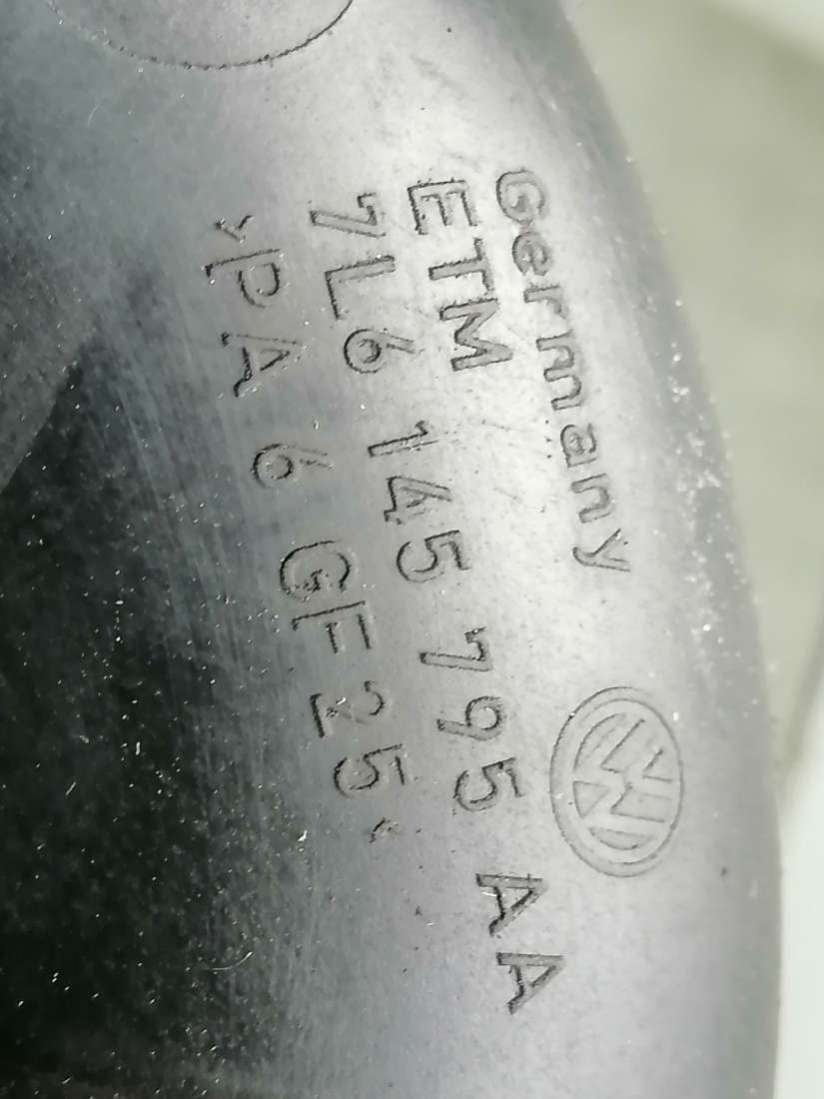 Germany
ETM
7L6 145 795 AA
>PA 6 GF25<